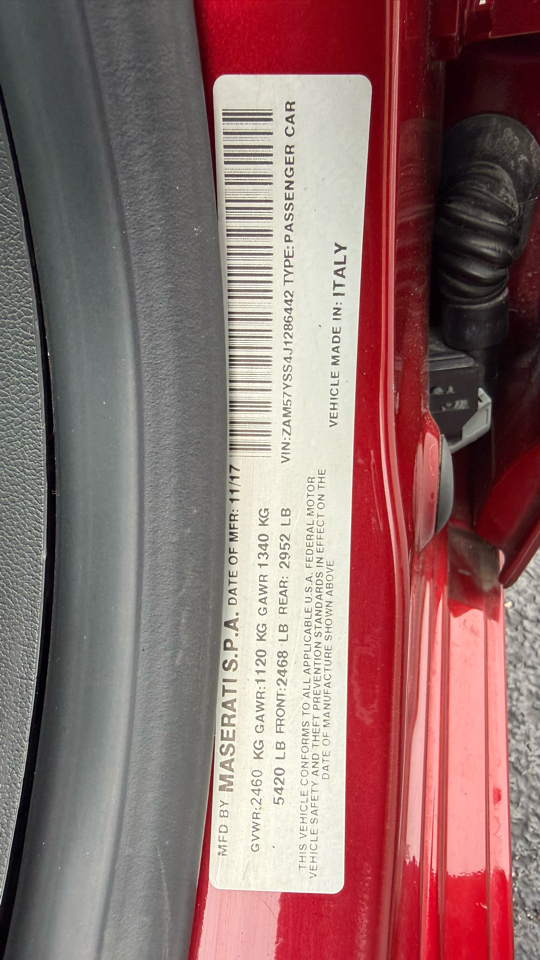 MFD BY MASERATI S.P.A. DATE OF MFR: 11/17
GVWR:2460 KG GAWR:1120 KG GAWR 1340 KG
5420 LB FRONT:2468 LB REAR: 2952 LB
VIN:ZAM57YSS4J1286442 TYPE:PASSENGER CAR
THIS VEHICLE CONFORMS TO ALL APPLICABLE U.S.A. FEDERAL MOTOR
VEHICLE SAFETY AND THEFT PREVENTION STANDARDS IN EFFECT ON THE
DATE OF MANUFACTURE SHOWN ABOVE
VEHICLE MADE IN: ITALY